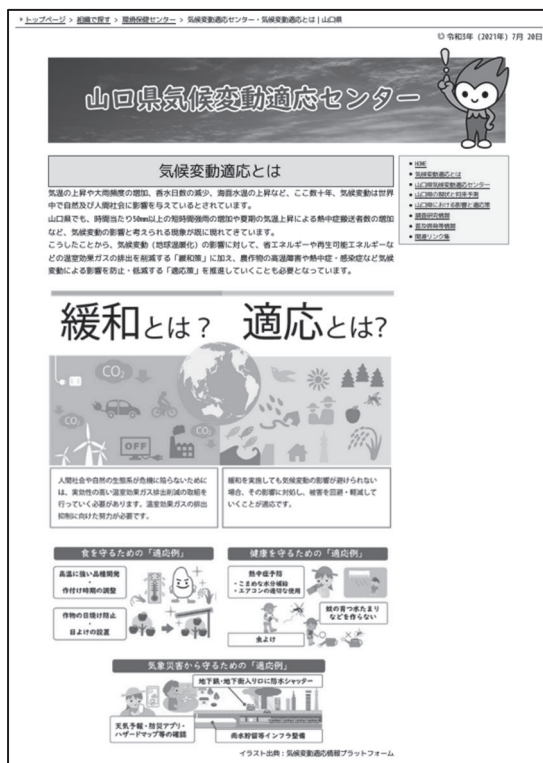 トップページ > 組織で探す > 環境保健センター > 気候変動適応センター・気候変動適応とは | 山口県
令和3年 (2021年) 7月 20日
山口県気候変動適応センター
気候変動適応とは
気温の上昇や大雨頻度の増加、香水日数の減少、海面水温の上昇など、ここ数十年、気候変動は世界
中で自然及び人間社会に影響を与えているとされています。
山口県でも、時間当たり50mm以上の短時間強雨の増加や夏期の気温上昇による熱中症搬送者数の増加
など、気候変動の影響と考えられる現象が既に現れてきています。
こうしたことから、気候変動（地球温暖化）の影響に対して、省エネルギーや再生可能エネルギーな
どの温室効果ガスの排出を削減する「緩和策」に加え、農作物の高温障害や熱中症・感染症など気候
変動による影響を防止・低減する「適応策」を推進していくことも必要となっています。
HOME
気候変動適応とは
山口県気候変動適応センター
山口県の現状と将来予測
山口県における影響と適応策
調査研究情報
普及啓発等情報
関連リンク集
緩和とは？
適応とは?
CO2
CO2
CO2
OFF
人間社会や自然の生態系が危機に陥らないためには、
は、実効性の高い温室効果ガス排出削減の取組を
行っていく必要があります。温室効果ガスの排出
抑制に向けた努力が必要です。
緩和を実施しても気候変動の影響が避けられない
場合、その影響に対処し、被害を回避・軽減して
いくことが適応です。
食を守るための「適応例」
高温に強い品種開発
・
作付け時期の調整
作物の日焼け防止
・
日よけの設置
健康を守るための「適応例」
熱中症予防
・こまめな水分補給
・エアコンの適切な使用
蚊の育つ水たまり
などを作らない
虫よけ
気象災害から守るための「適応例」
地下鉄・地下街入り口に防水シャッター
天気予報・防災アプリ・
ハザードマップ等の確認
雨水貯留等インフラ整備
イラスト出典：気候変動適応情報プラットフォーム